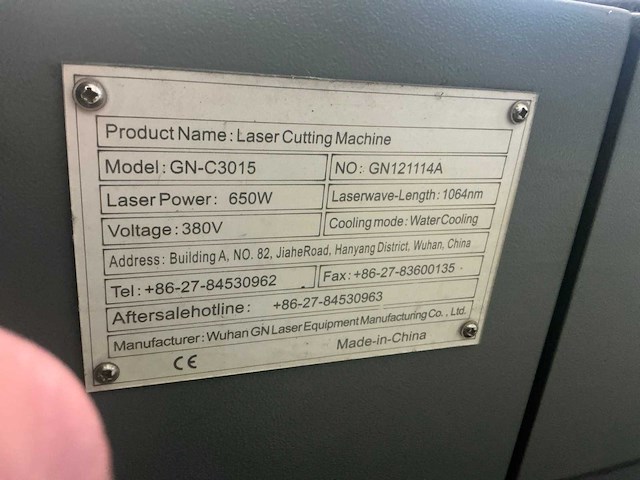 Product Name: Laser Cutting Machine
Model: GN-C3015 NO: GN121114A
Laser Power: 650W Laserwave-Length: 1064nm
Voltage: 380V Cooling mode: Water Cooling
Address: Building A, NO. 82, JiaheRoad, Hanyang District, Wuhan, China
Tel: +86-27-84530962 Fax: +86-27-83600135
Aftersalehotline: +86-27-84530963
Manufacturer: Wuhan GN Laser Equipment Manufacturing Co., Ltd.
CE Made-in-China